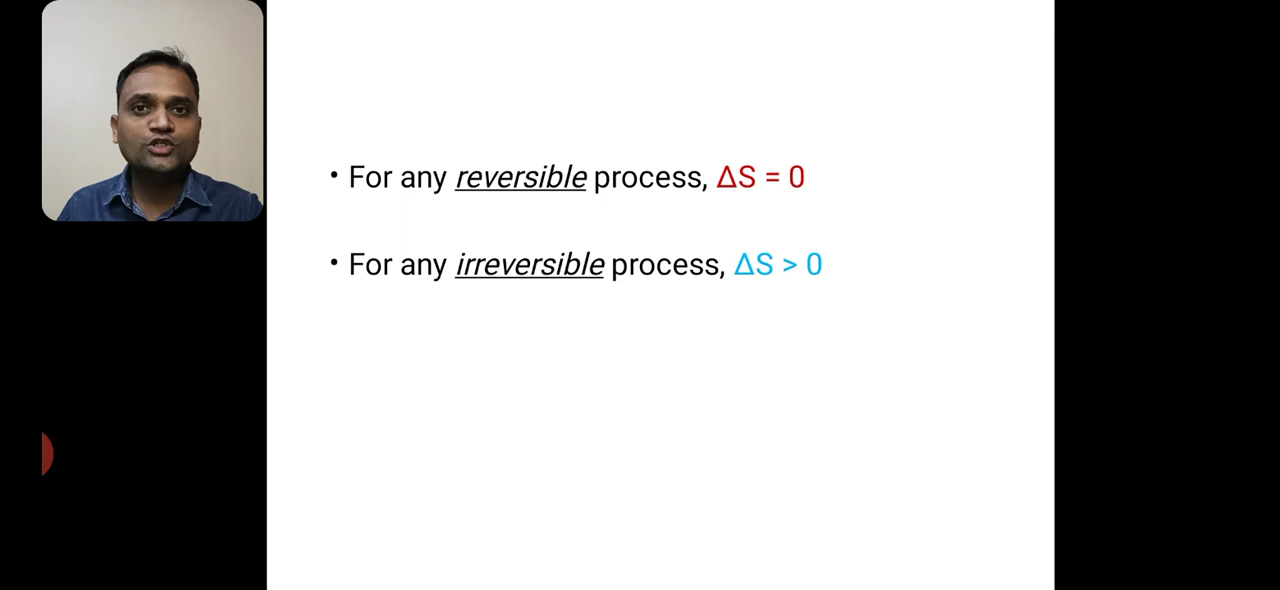 • For any reversible process, ΔS = 0
• For any irreversible process, ΔS > 0